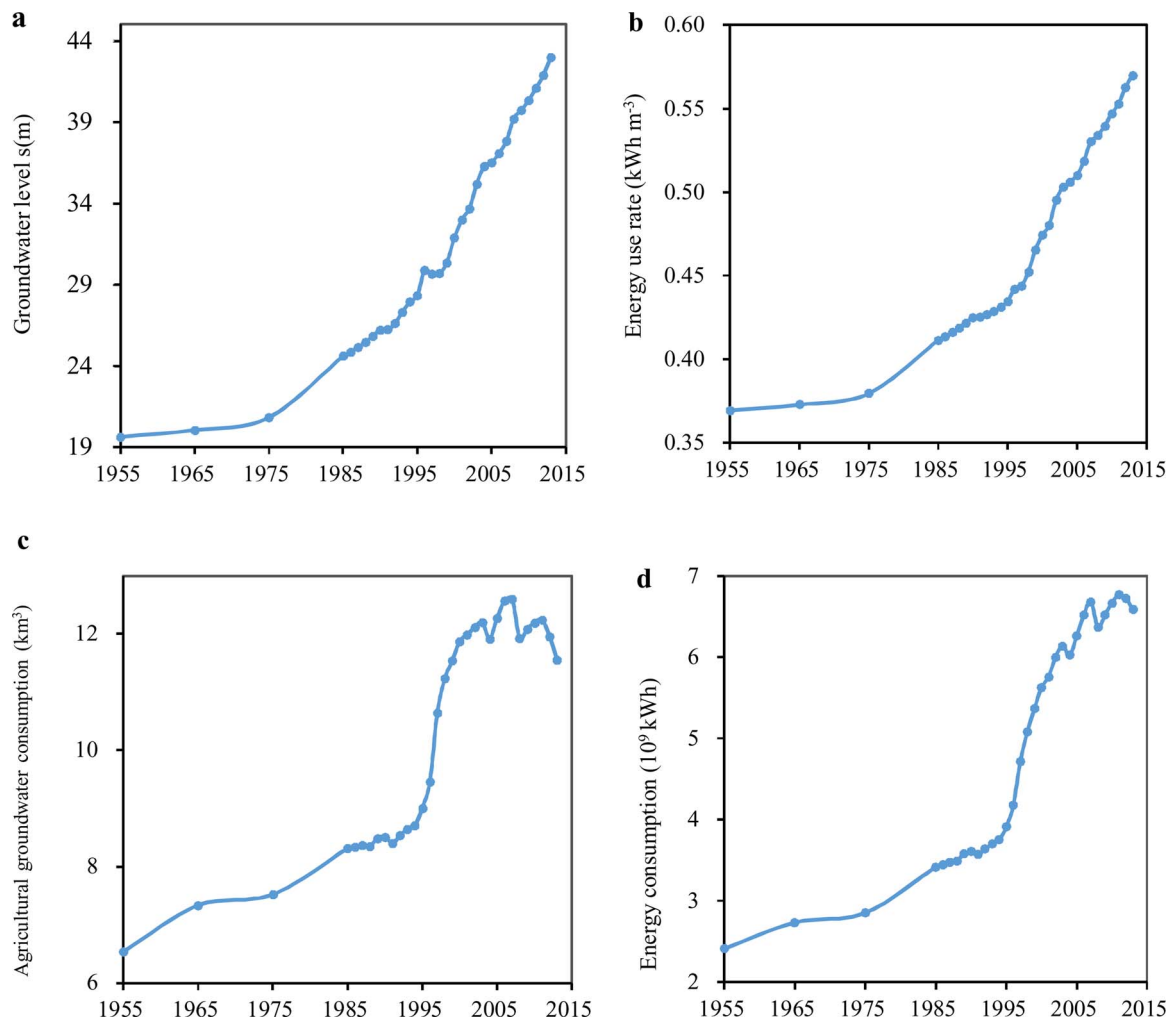 a
Groundwater level s(m)
44
39
34
29
24
19
1955 1965 1975 1985 1995 2005 2015
b
Energy use rate (kWh m⁻³)
0.60
0.55
0.50
0.45
0.40
0.35
1955 1965 1975 1985 1995 2005 2015
c
Agricultural groundwater consumption (km³)
12
10
8
6
1955 1965 1975 1985 1995 2005 2015
d
Energy consumption (10⁹ kWh)
7
6
5
4
3
2
1955 1965 1975 1985 1995 2005 2015